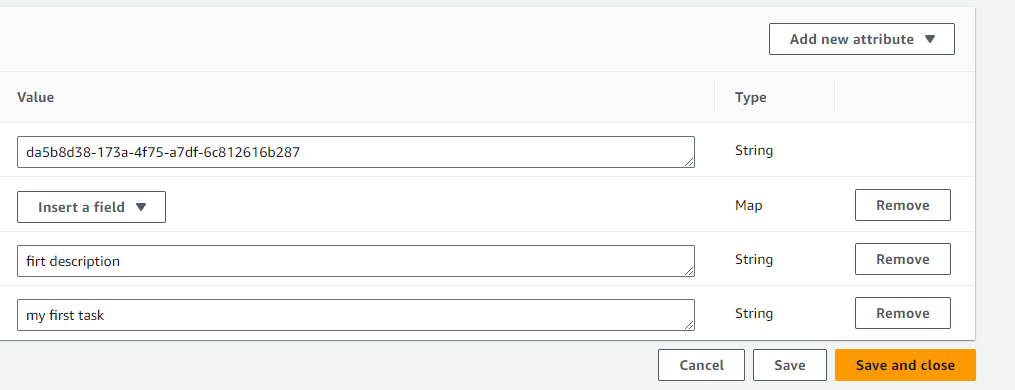 Add new attribute
Value Type
da5b8d38-173a-4f75-a7df-6c812616b287 String
Insert a field Map Remove
firt description String Remove
my first task String Remove
Cancel Save Save and close